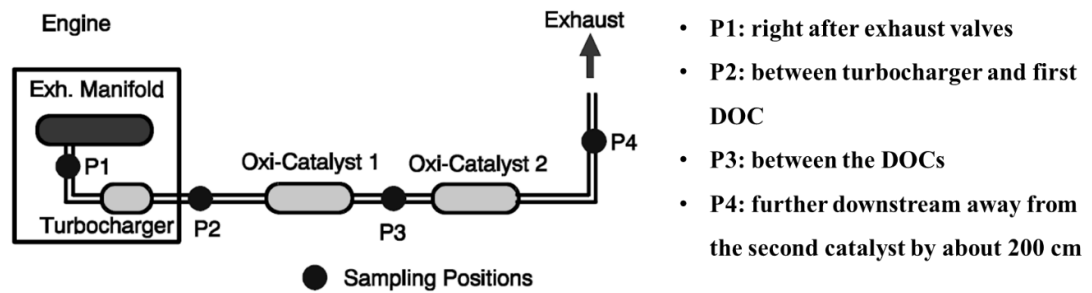 Engine
Exh. Manifold
P1
Turbocharger
P2
Oxi-Catalyst 1
P3
Oxi-Catalyst 2
Exhaust
P4
Sampling Positions
• P1: right after exhaust valves
• P2: between turbocharger and first
DOC
• P3: between the DOCs
• P4: further downstream away from
the second catalyst by about 200 cm